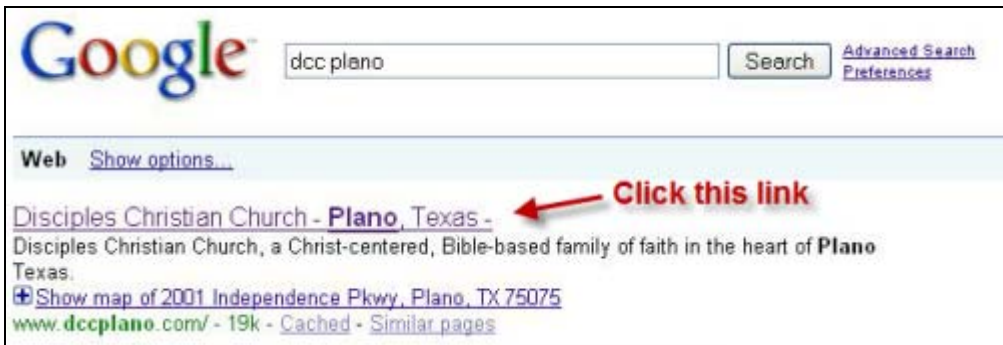 Google
dcc plano
Search
Advanced Search
Preferences
Web Show options...
Click this link
Disciples Christian Church - Plano, Texas -
Disciples Christian Church, a Christ-centered, Bible-based family of faith in the heart of Plano
Texas.
Show map of 2001 Independence Pkwy, Plano, TX 75075
www.dccplano.com/ - 19k - Cached - Similar pages